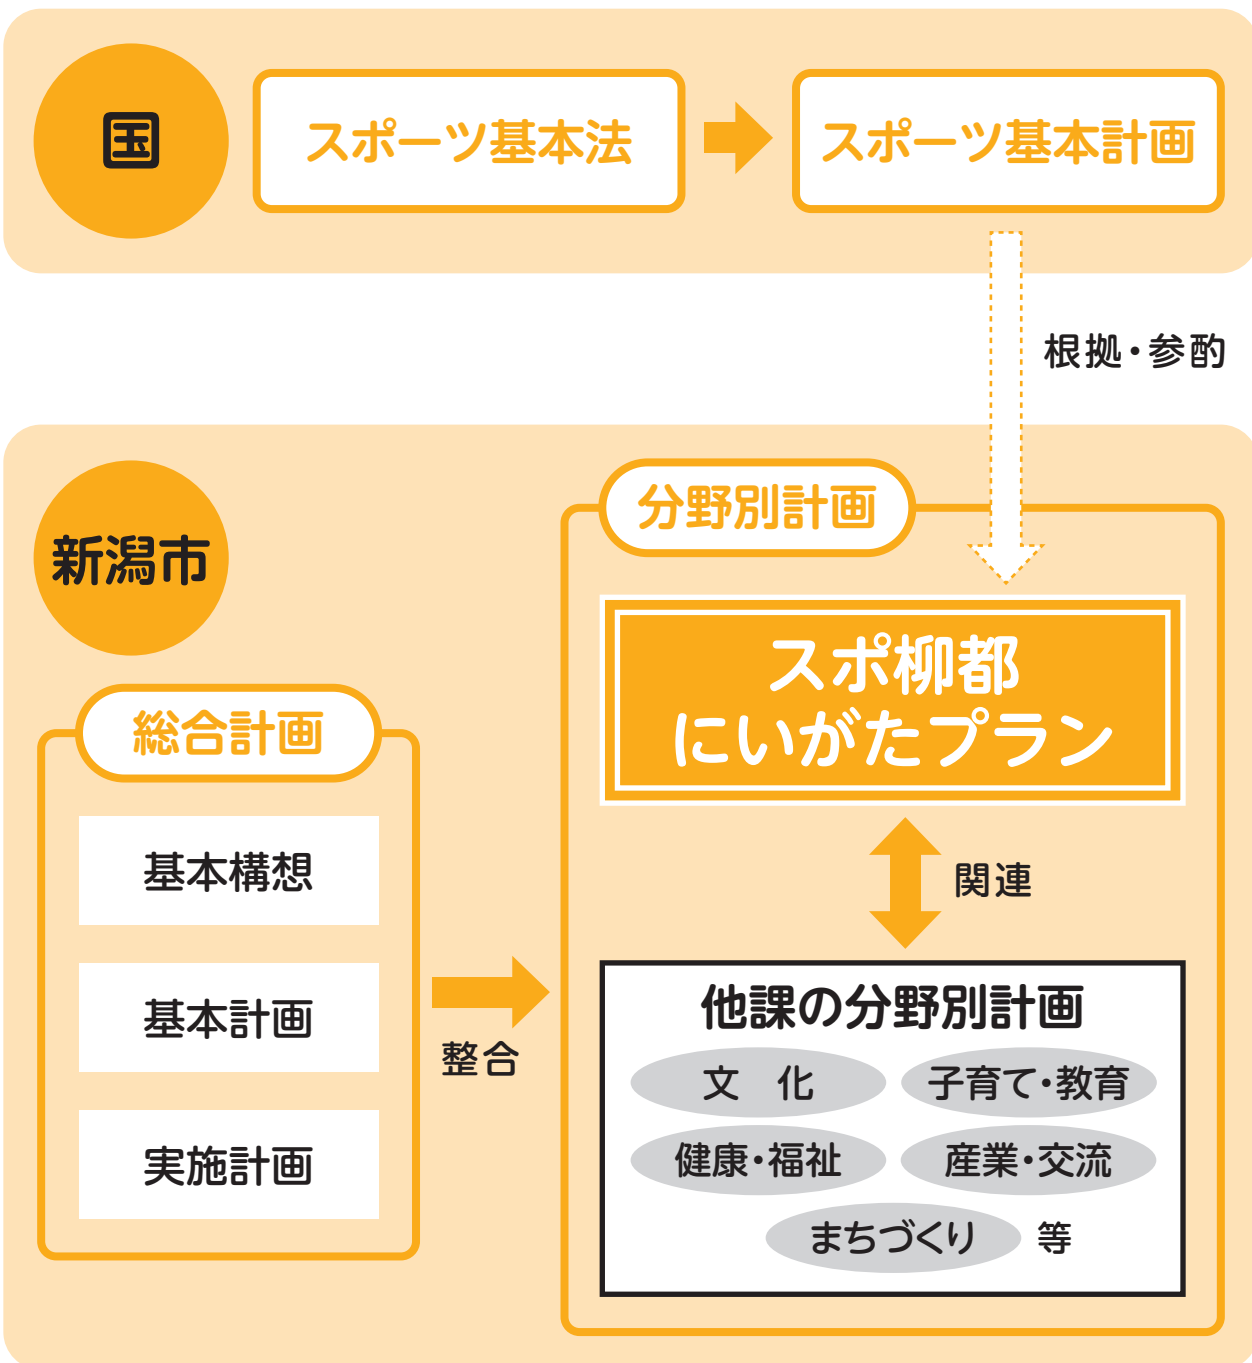 国
スポーツ基本法
スポーツ基本計画
根拠・参酌
新潟市
総合計画
基本構想
基本計画
実施計画
整合
分野別計画
スポ柳都
にいがたプラン
関連
他課の分野別計画
文　化
子育て・教育
健康・福祉
産業・交流
まちづくり　等